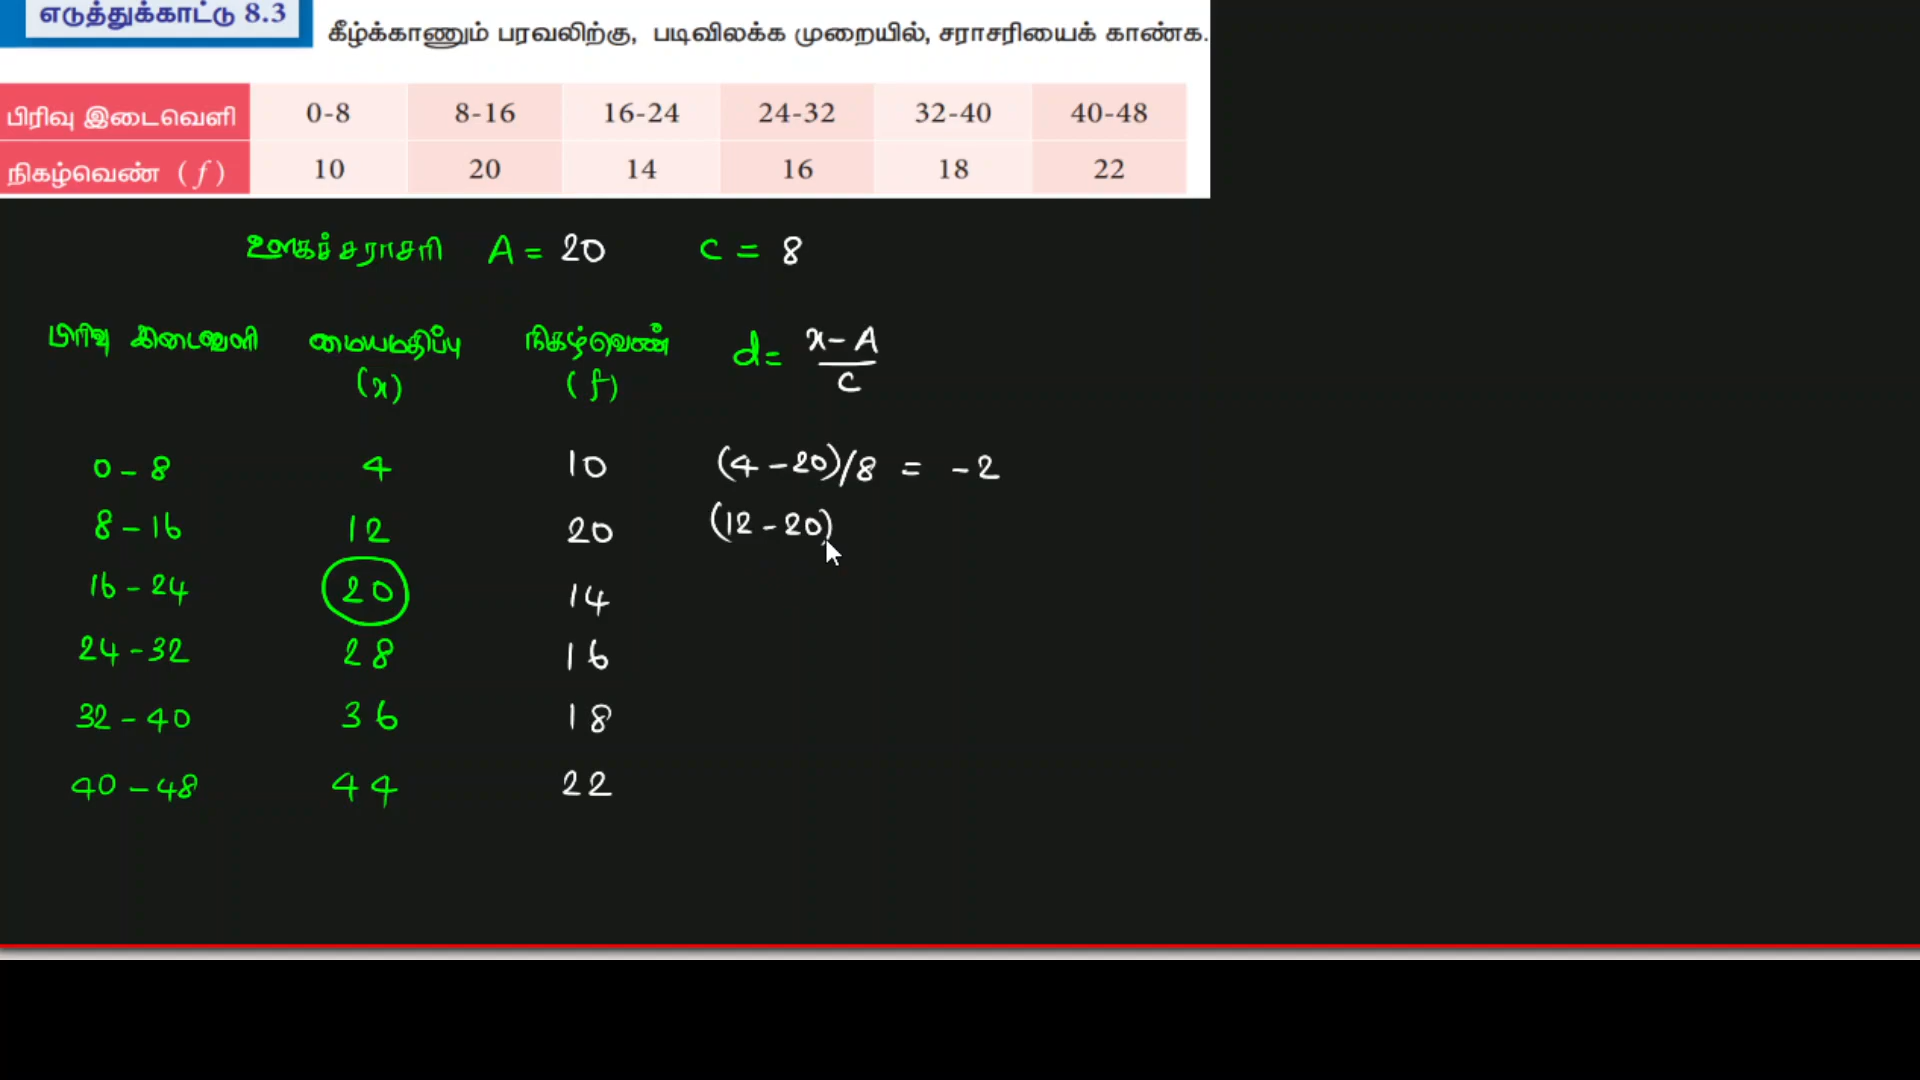 எடுத்துக்காட்டு 8.3
கீழ்க்காணும் பரவலிற்கு, படிவிலக்க முறையில், சராசரியைக் காண்க.
பிரிவு இடைவெளி 0-8 8-16 16-24 24-32 32-40 40-48
நிகழ்வெண் (f) 10 20 14 16 18 22
ஊகச்சராசரி A = 20 C = 8
பிரிவு இடைவெளி மையமதிப்பு நிகழ்வெண் d = x - A
(x) (f) C
0 - 8 4 10 (4 - 20)/8 = -2
8 - 16 12 20 (12 - 20)
16 - 24 20 14
24 - 32 28 16
32 - 40 36 18
40 - 48 44 22